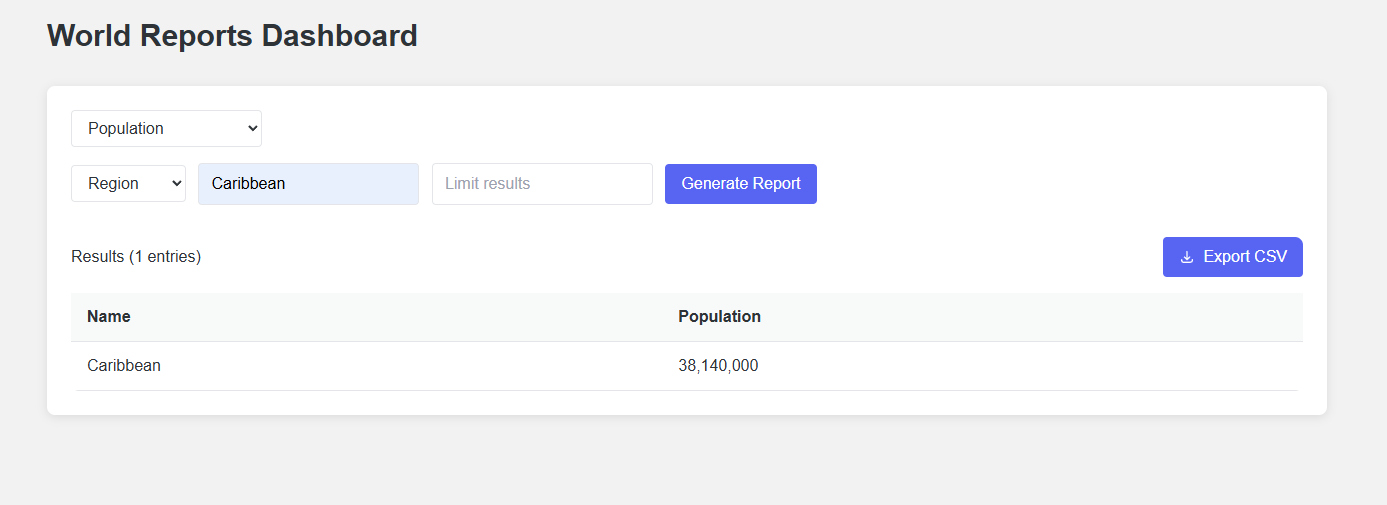 World Reports Dashboard
Population
Region Caribbean Limit results Generate Report
Results (1 entries) Export CSV
Name Population
Caribbean 38,140,000